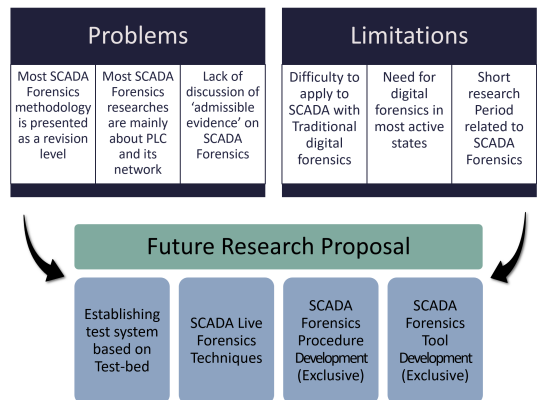 Problems
Most SCADA
Forensics
methodology
is presented
as a revision
level
Most SCADA
Forensics
researches
are mainly
about PLC
and its
network
Lack of
discussion of
‘admissible
evidence’ on
SCADA
Forensics
Limitations
Difficulty to
apply to
SCADA with
Traditional
digital
forensics
Need for
digital
forensics in
most active
states
Short
research
Period
related to
SCADA
Forensics
Future Research Proposal
Establishing
test system
based on
Test-bed
SCADA Live
Forensics
Techniques
SCADA
Forensics
Procedure
Development
(Exclusive)
SCADA
Forensics
Tool
Development
(Exclusive)